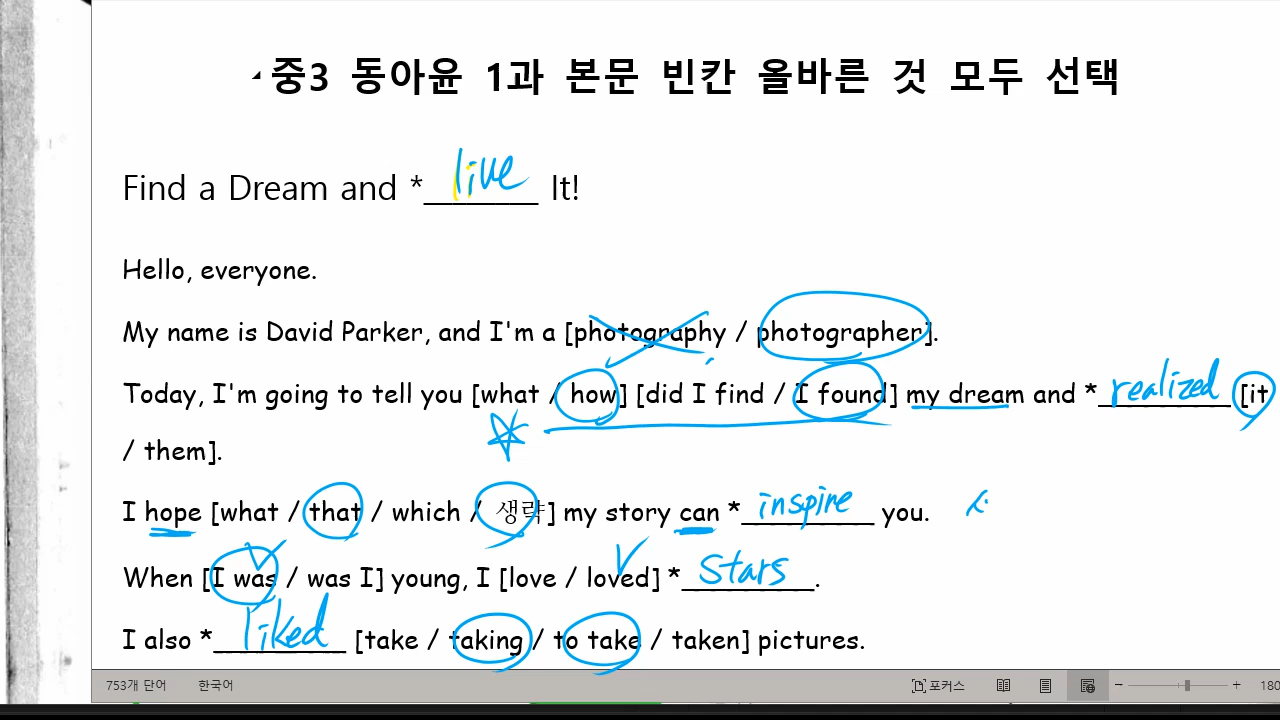 중3 동아윤 1과 본문 빈칸 올바른 것 모두 선택
Find a Dream and *live It!
Hello, everyone.
My name is David Parker, and I'm a [photography / photographer].
Today, I'm going to tell you [what / how] [did I find / I found] my dream and *realized [it
/ them].
I hope [what / that / which / 생략] my story can *inspire you.
When [I was / was I] young, I [love / loved] *stars.
I also *liked [take / taking / to take / taken] pictures.
753개 단어 한국어 포커스 180